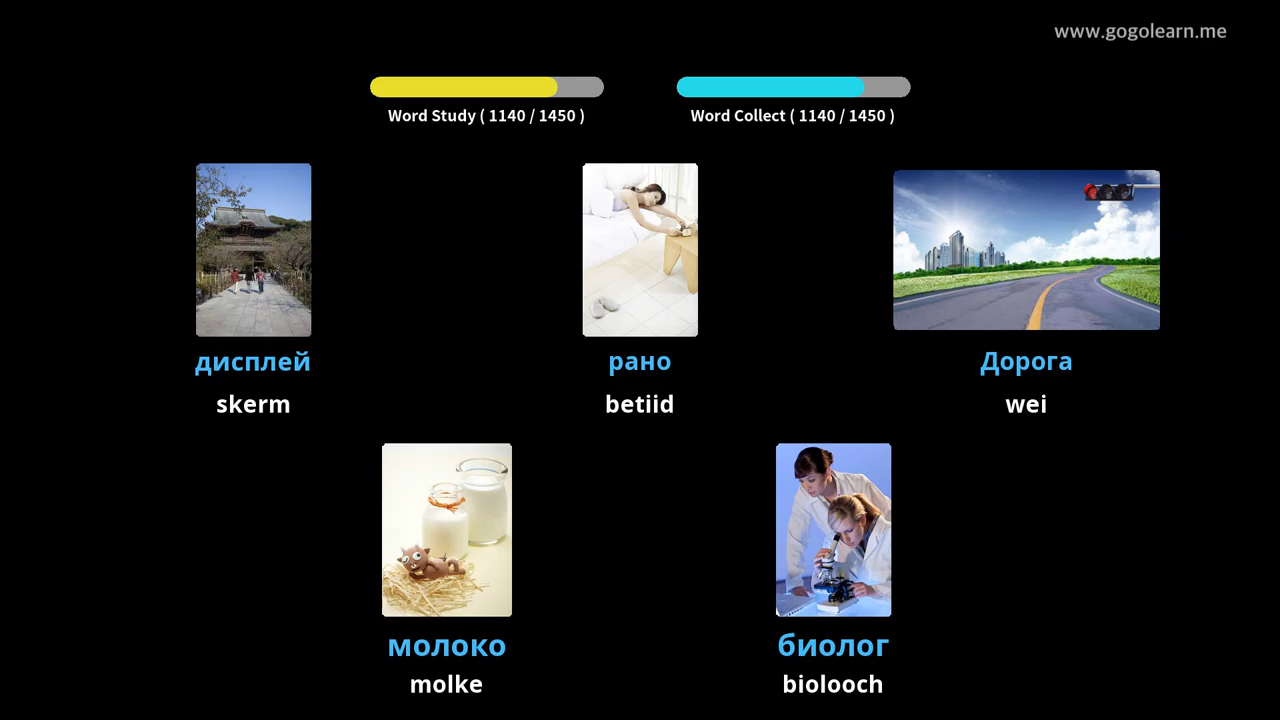 www.gogolearn.me
Word Study ( 1140 / 1450 )
Word Collect ( 1140 / 1450 )
дисплей
skerm
рано
betiid
Дорога
wei
молоко
molke
биолог
biolooch